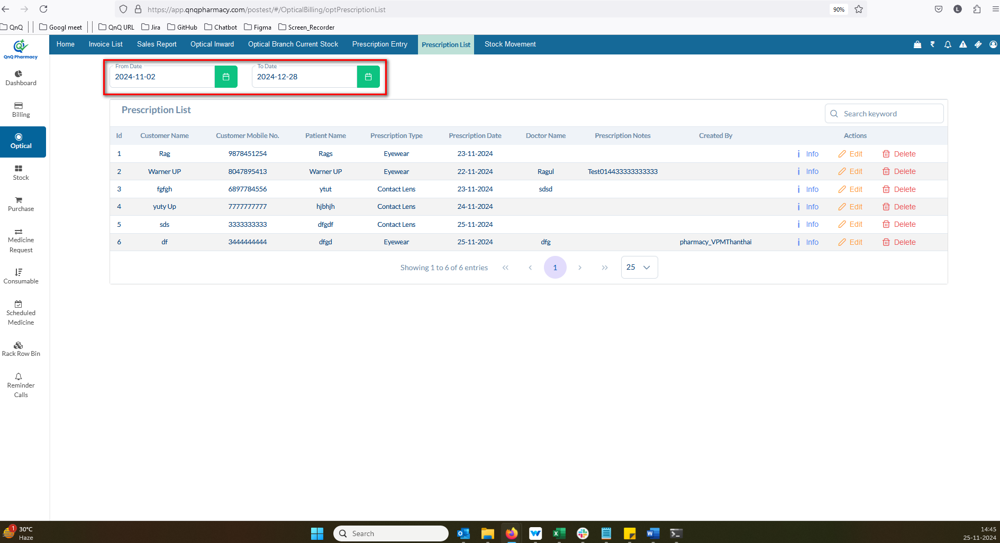 https://app.qnqpharmacy.com/postest/#/OpticalBilling/optPrescriptionList 90% L
QnQ Googl meet QnQ URL Jira GitHub Chatbot Figma Screen_Recorder
QnQ Pharmacy
Home Invoice List Sales Report Optical Inward Optical Branch Current Stock Prescription Entry Prescription List Stock Movement ₹
Dashboard
Billing
Optical
Stock
Purchase
Medicine
Request
Consumable
Scheduled
Medicine
Rack Row Bin
Reminder
Calls
From Date To Date
2024-11-02 2024-12-28
Prescription List Search keyword
Id Customer Name Customer Mobile No. Patient Name Prescription Type Prescription Date Doctor Name Prescription Notes Created By Actions
1 Rag 9878451254 Rags Eyewear 23-11-2024 i Info Edit Delete
2 Warner UP 8047895413 Warner UP Eyewear 22-11-2024 Ragul Test014433333333333 i Info Edit Delete
3 fgfgh 6897784556 ytut Contact Lens 23-11-2024 sdsd i Info Edit Delete
4 yuty Up 7777777777 hjbhjh Contact Lens 24-11-2024 i Info Edit Delete
5 sds 3333333333 dfgdf Contact Lens 25-11-2024 i Info Edit Delete
6 df 3444444444 dfgd Eyewear 25-11-2024 dfg pharmacy_VPMThanthai i Info Edit Delete
Showing 1 to 6 of 6 entries « ‹ 1 › » 25
1 30°C
Haze
Search
14:45
25-11-2024